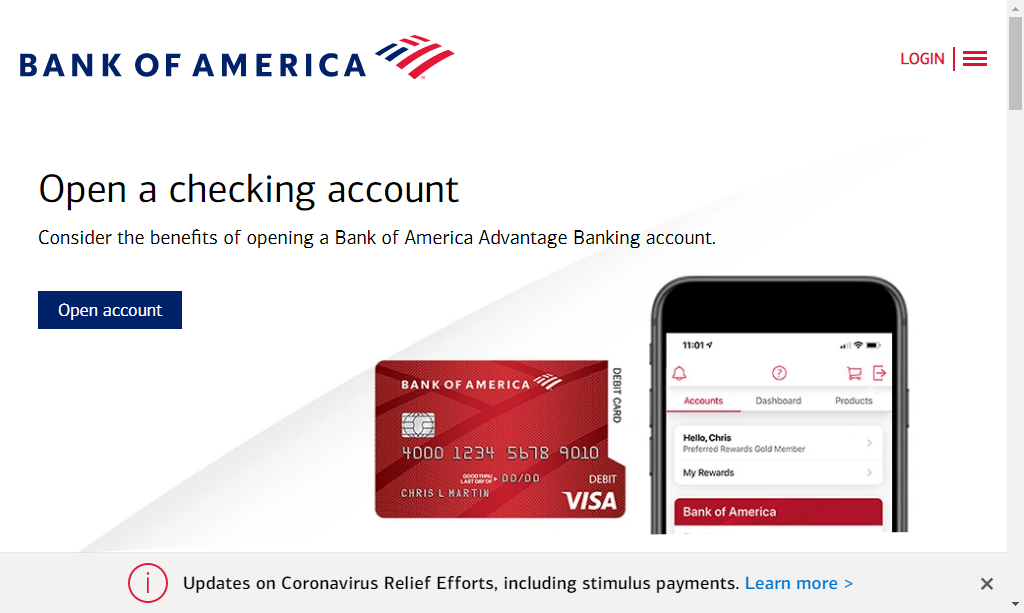 BANK OF AMERICA
LOGIN
Open a checking account
Consider the benefits of opening a Bank of America Advantage Banking account.
Open account
BANK OF AMERICA
DEBIT CARD
4000 1234 5678 9010
GOOD THRU
LAST DAY OF 00/00
DEBIT
CHRIS L MARTIN
VISA
11:01
Accounts Dashboard Products
Hello, Chris
Preferred Rewards Gold Member
My Rewards
Bank of America
Updates on Coronavirus Relief Efforts, including stimulus payments. Learn more >